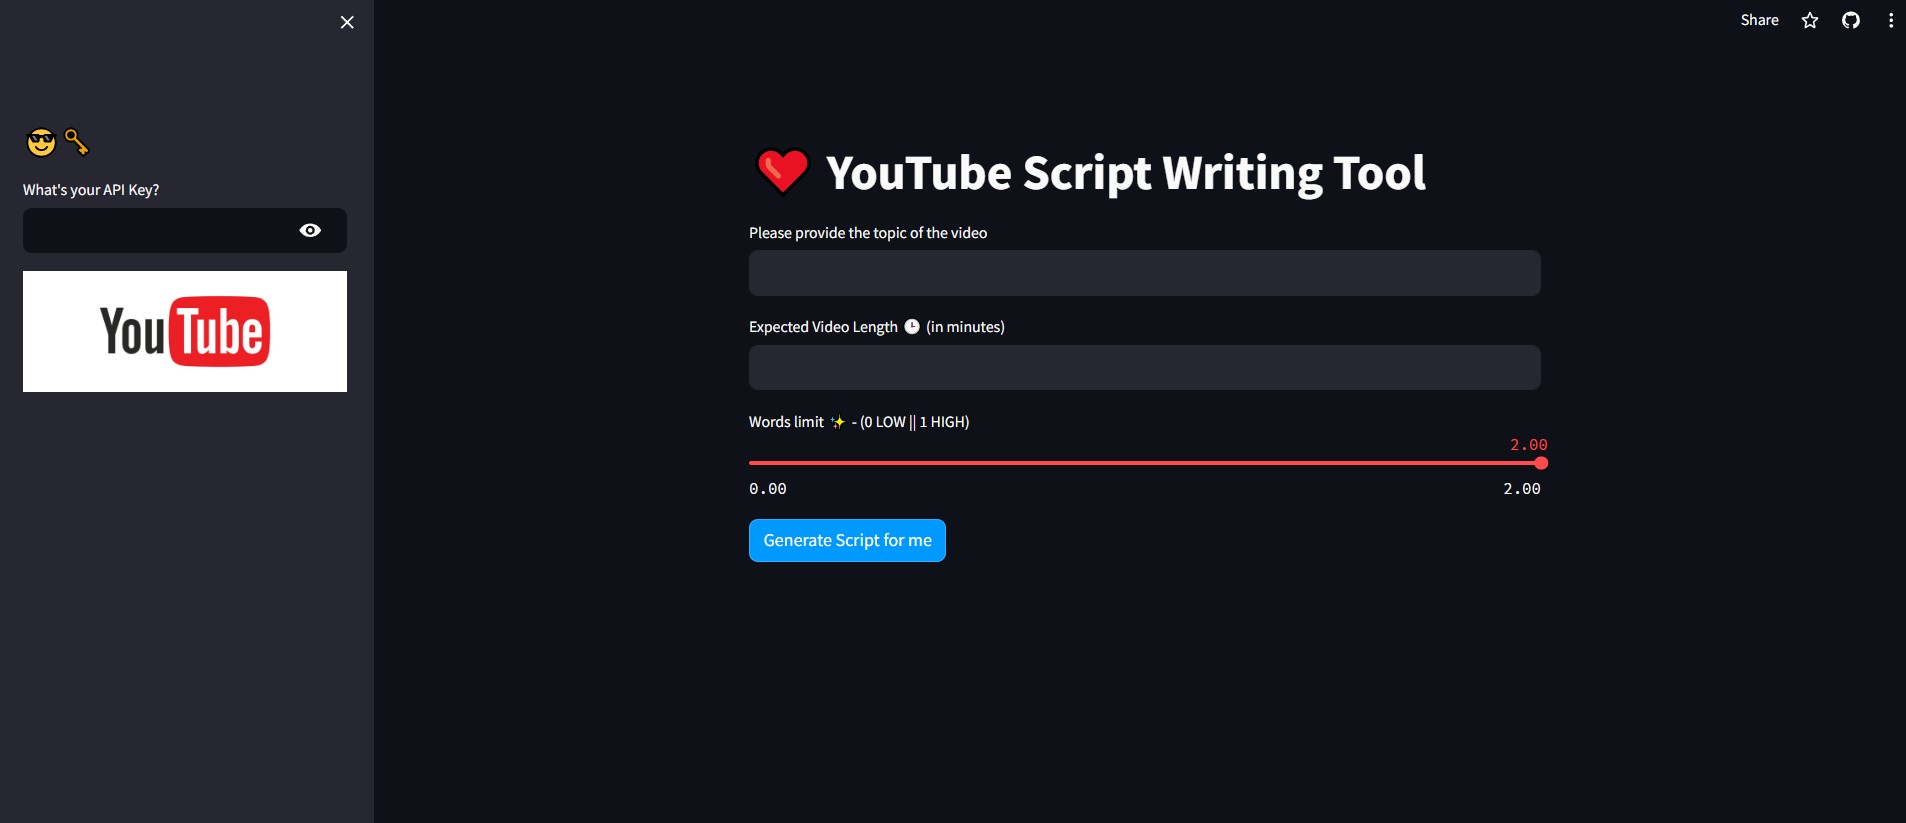 Share
😎🔑
What's your API Key?
YouTube
❤️ YouTube Script Writing Tool
Please provide the topic of the video
Expected Video Length 🕒 (in minutes)
Words limit ✨ - (0 LOW || 1 HIGH)
2.00
0.00 2.00
Generate Script for me